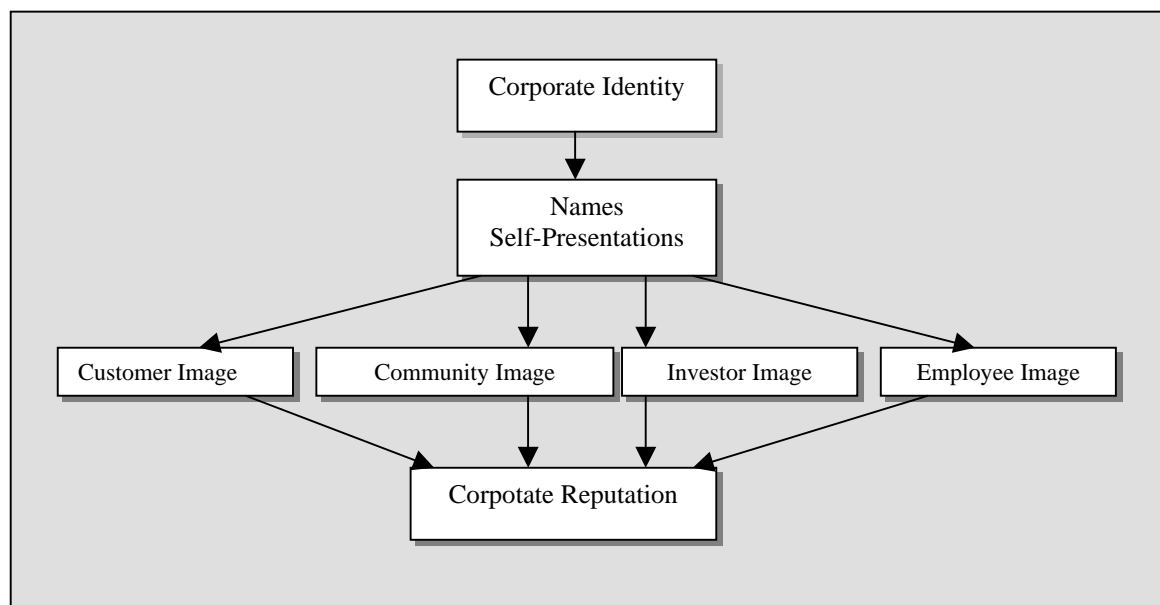 Corporate Identity
Names
Self-Presentations
Customer Image
Community Image
Investor Image
Employee Image
Corpotate Reputation